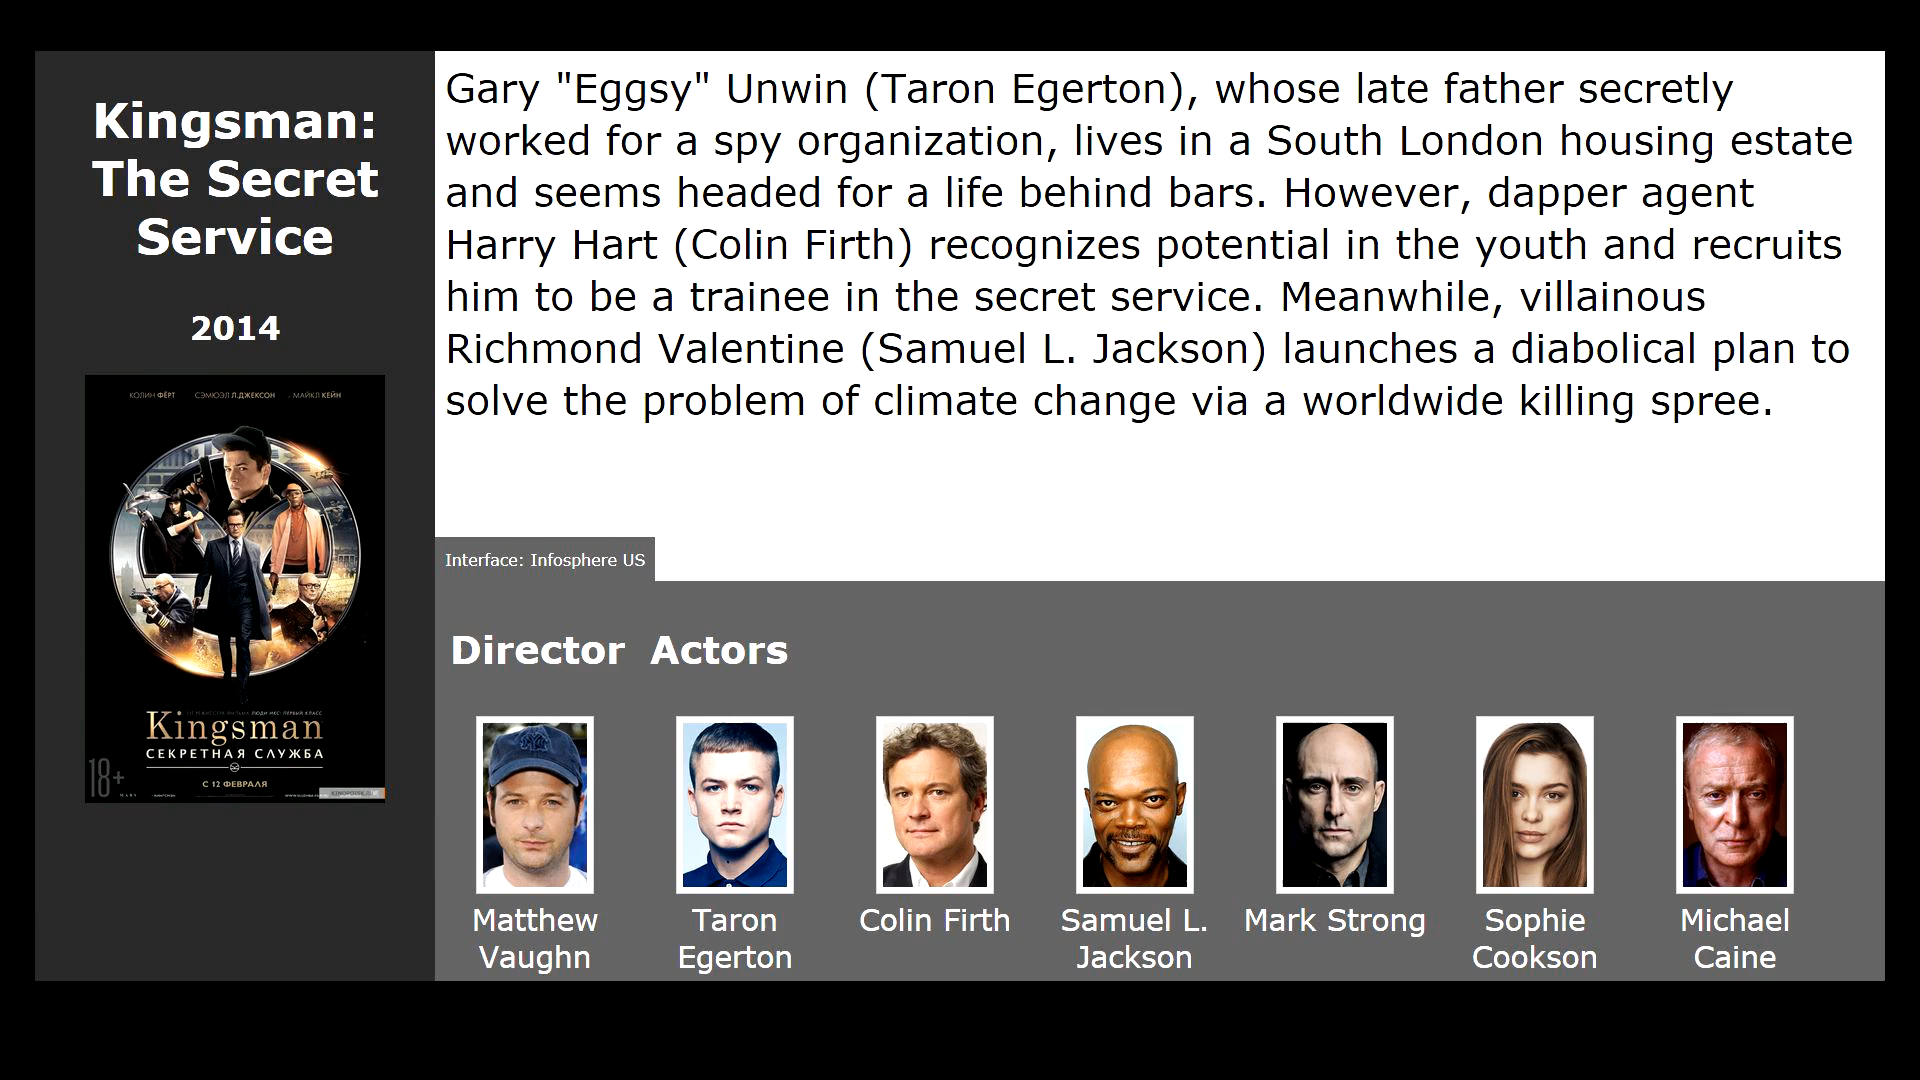 Kingsman:
The Secret
Service
2014
КОЛИН ФЁРТ СЭМЮЭЛ Л.ДЖЕКСОН МАЙКЛ КЕЙН
Kingsman
СЕКРЕТНАЯ СЛУЖБА
С 12 ФЕВРАЛЯ
18+
Gary "Eggsy" Unwin (Taron Egerton), whose late father secretly
worked for a spy organization, lives in a South London housing estate
and seems headed for a life behind bars. However, dapper agent
Harry Hart (Colin Firth) recognizes potential in the youth and recruits
him to be a trainee in the secret service. Meanwhile, villainous
Richmond Valentine (Samuel L. Jackson) launches a diabolical plan to
solve the problem of climate change via a worldwide killing spree.
Interface: Infosphere US
Director Actors
Matthew
Vaughn
Taron
Egerton
Colin Firth
Samuel L.
Jackson
Mark Strong
Sophie
Cookson
Michael
Caine